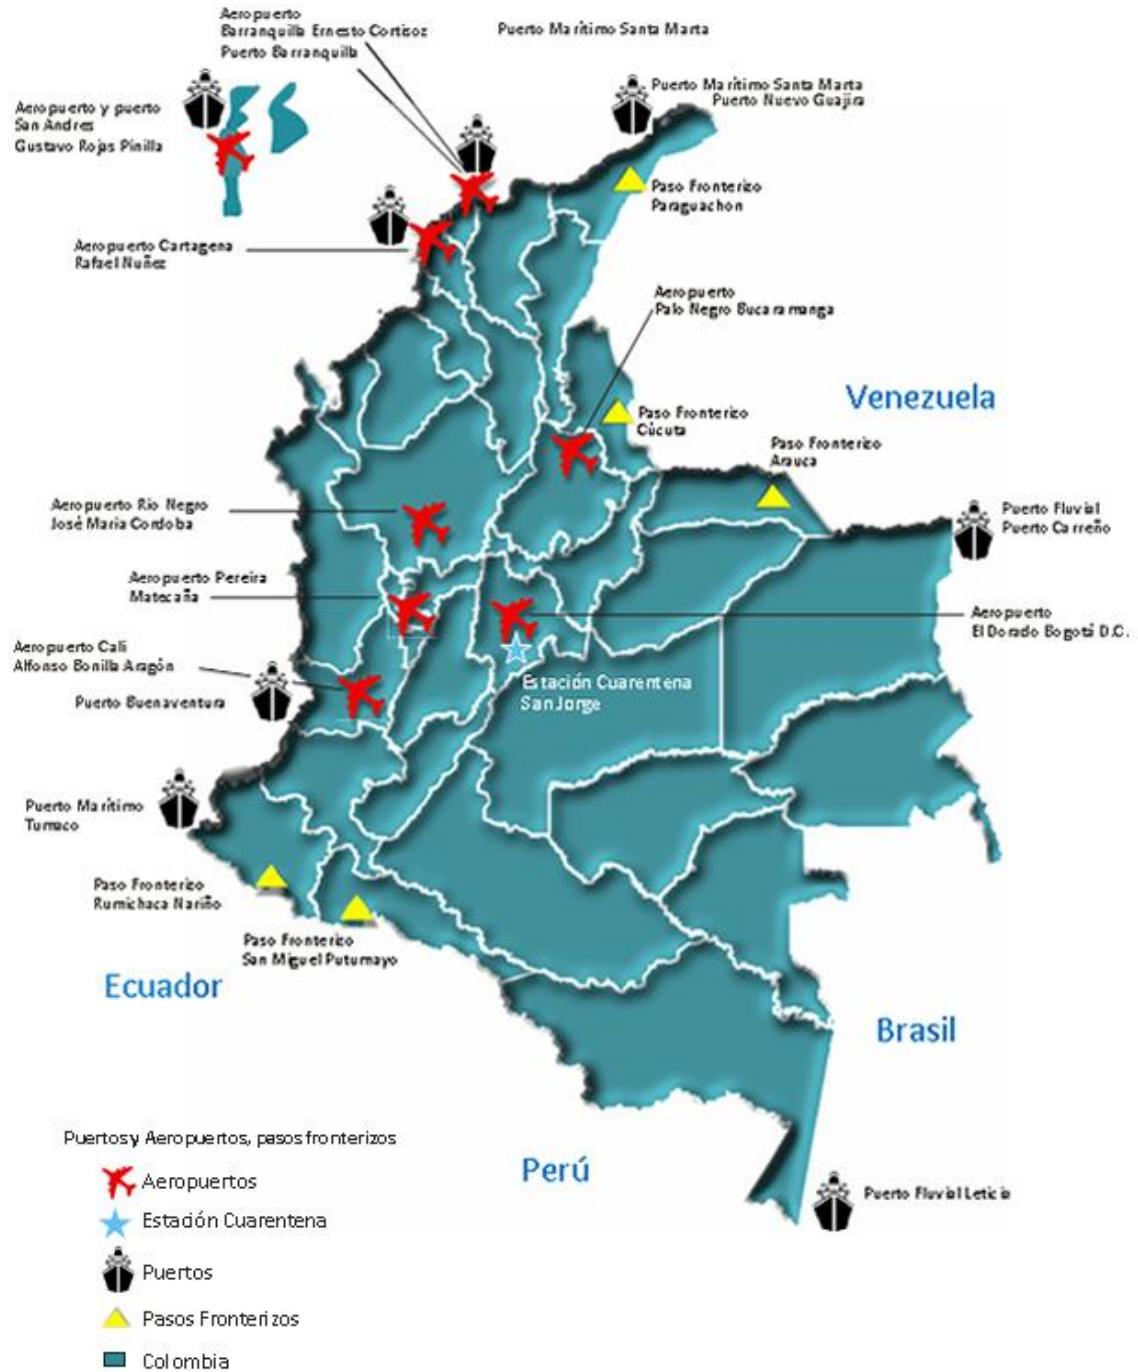 Aeropuerto
Barranquilla Ernesto Cortisoz
Puerto Barranquilla
Puerto Marítimo Santa Marta
Puerto Marítimo Santa Marta
Puerto Nuevo Guajira
Aeropuerto y puerto
San Andres
Gustavo Rojas Pinilla
Paso Fronterizo
Paraguachon
Aeropuerto Cartagena
Rafael Nuñez
Aeropuerto
Palo Negro Bucaramanga
Venezuela
Paso Fronterizo
Cúcuta
Paso Fronterizo
Arauca
Aeropuerto Rio Negro
José Maria Cordoba
Puerto Fluvial
Puerto Carreño
Aeropuerto Pereira
Matecaña
Aeropuerto
El Dorado Bogotá D.C.
Aeropuerto Cali
Alfonso Bonilla Aragón
Estación Cuarentena
San Jorge
Puerto Buenaventura
Puerto Marítimo
Tumaco
Paso Fronterizo
Rumichaca Nariño
Paso Fronterizo
San Miguel Putumayo
Ecuador
Brasil
Perú
Puerto Fluvial Leticia
Puertos y Aeropuertos, pasos fronterizos
Aeropuertos
Estación Cuarentena
Puertos
Pasos Fronterizos
Colombia